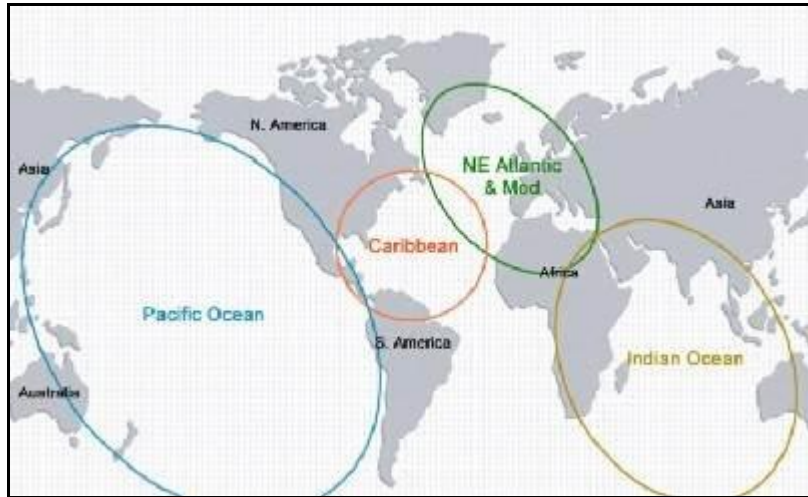 N. America
NE Atlantic
& Med
Asia
Asia
Caribbean
Africa
Pacific Ocean
S. America
Indian Ocean
Australia